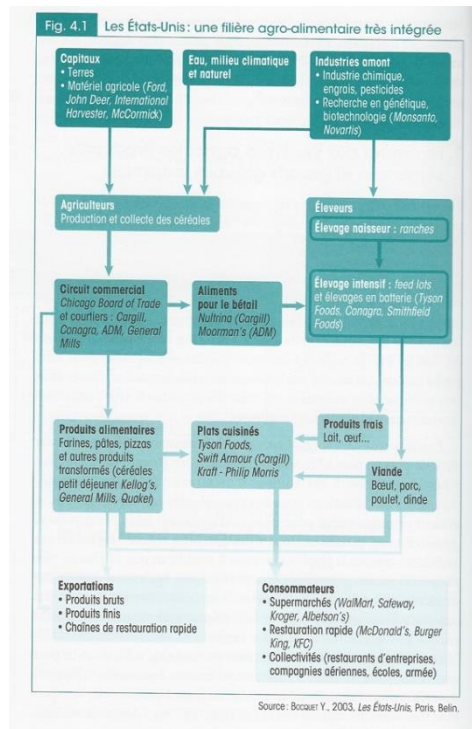 Fig. 4.1 Les États-Unis : une filière agro-alimentaire très intégrée
Capitaux
• Terres
• Matériel agricole (Ford,
John Deer, International
Harvester, McCormick)
Eau, milieu climatique
et naturel
Industries amont
• Industrie chimique,
engrais, pesticides
• Recherche en génétique,
biotechnologie (Monsanto,
Novartis)
Agriculteurs
Production et collecte des céréales
Éleveurs
Élevage naisseur : ranches
Élevage intensif : feed lots
et élevages en batterie (Tyson
Foods, Conagra, Smithfield
Foods)
Circuit commercial
Chicago Board of Trade
et courtiers : Cargill,
Conagra, ADM, General
Mills
Aliments
pour le bétail
Nultrina (Cargill)
Moorman's (ADM)
Produits alimentaires
Farines, pâtes, pizzas
et autres produits
transformés (céréales
petit déjeuner Kellog's,
General Mills, Quaker)
Plats cuisinés
Tyson Foods,
Swift Armour (Cargill)
Kraft - Philip Morris
Produits frais
Lait, œuf...
Viande
Bœuf, porc,
poulet, dinde
Exportations
• Produits bruts
• Produits finis
• Chaînes de restauration rapide
Consommateurs
• Supermarchés (WalMart, Safeway,
Kroger, Albetson's)
• Restauration rapide (McDonald's, Burger
King, KFC)
• Collectivités (restaurants d'entreprises,
compagnies aériennes, écoles, armée)
Source : BOCQUET Y., 2003, Les États-Unis, Paris, Belin.